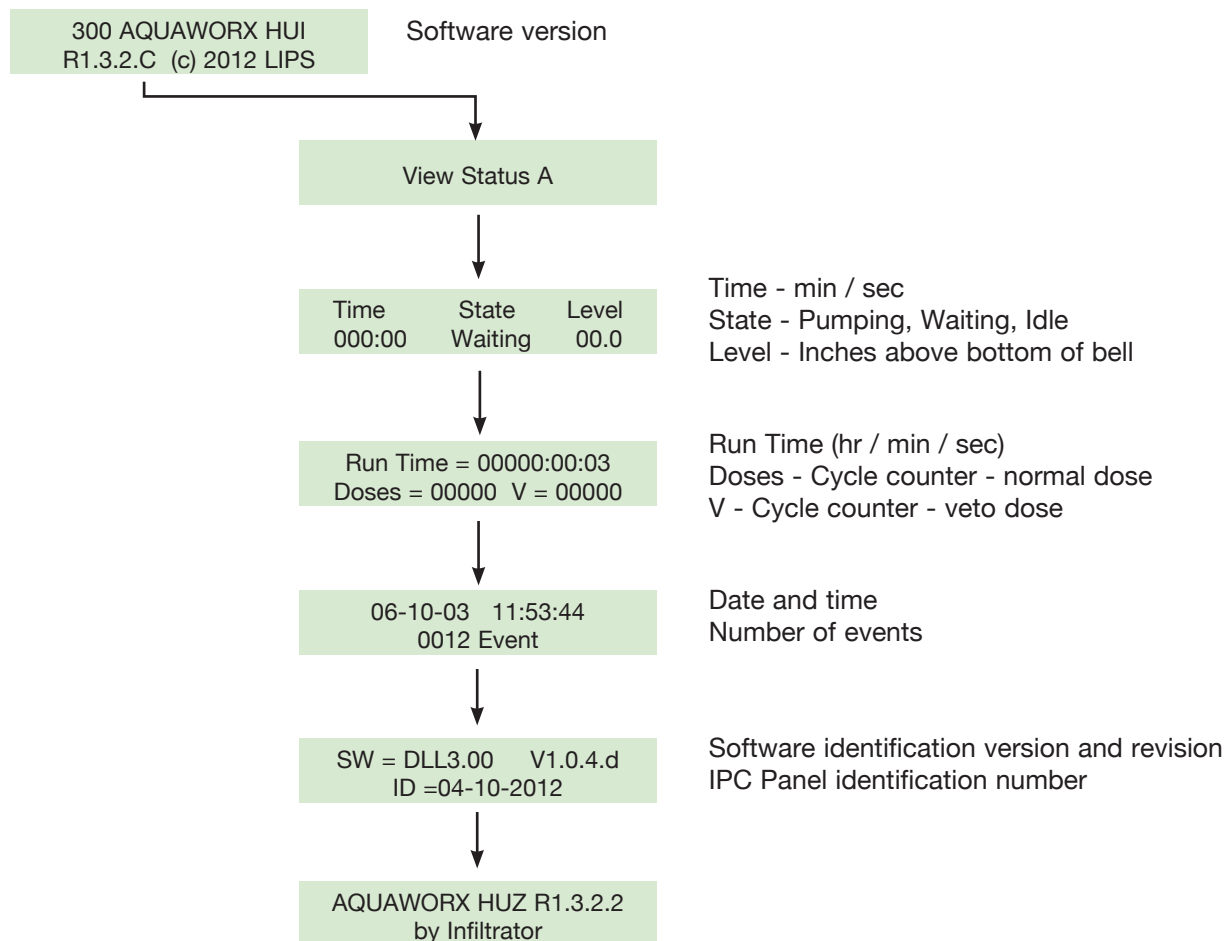 300 AQUAWORX HUI
R1.3.2.C (c) 2012 LIPS
Software version
View Status A
Time State Level
000:00 Waiting 00.0
Time - min / sec
State - Pumping, Waiting, Idle
Level - Inches above bottom of bell
Run Time = 00000:00:03
Doses = 00000 V = 00000
Run Time (hr / min / sec)
Doses - Cycle counter - normal dose
V - Cycle counter - veto dose
06-10-03 11:53:44
0012 Event
Date and time
Number of events
SW = DLL3.00 V1.0.4.d
ID =04-10-2012
Software identification version and revision
IPC Panel identification number
AQUAWORX HUZ R1.3.2.2
by Infiltrator